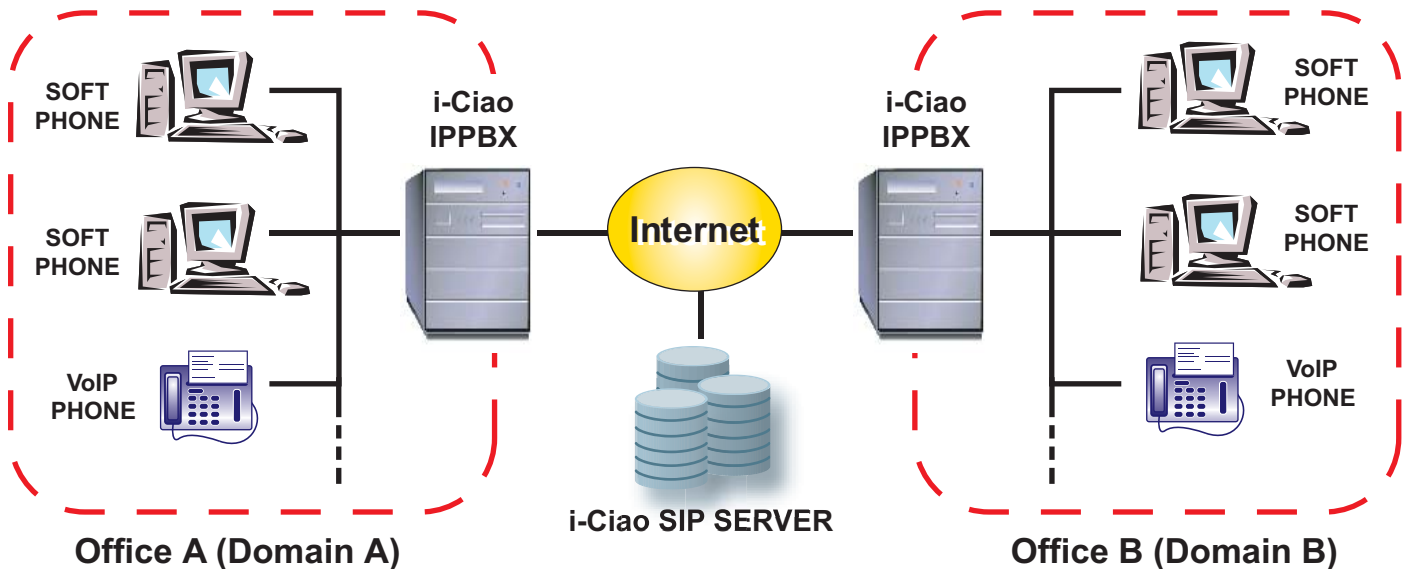 SOFT
PHONE
i-Ciao
IPPBX
i-Ciao
IPPBX
SOFT
PHONE
SOFT
PHONE
Internet
SOFT
PHONE
VoIP
PHONE
VoIP
PHONE
i-Ciao SIP SERVER
Office A (Domain A)
Office B (Domain B)